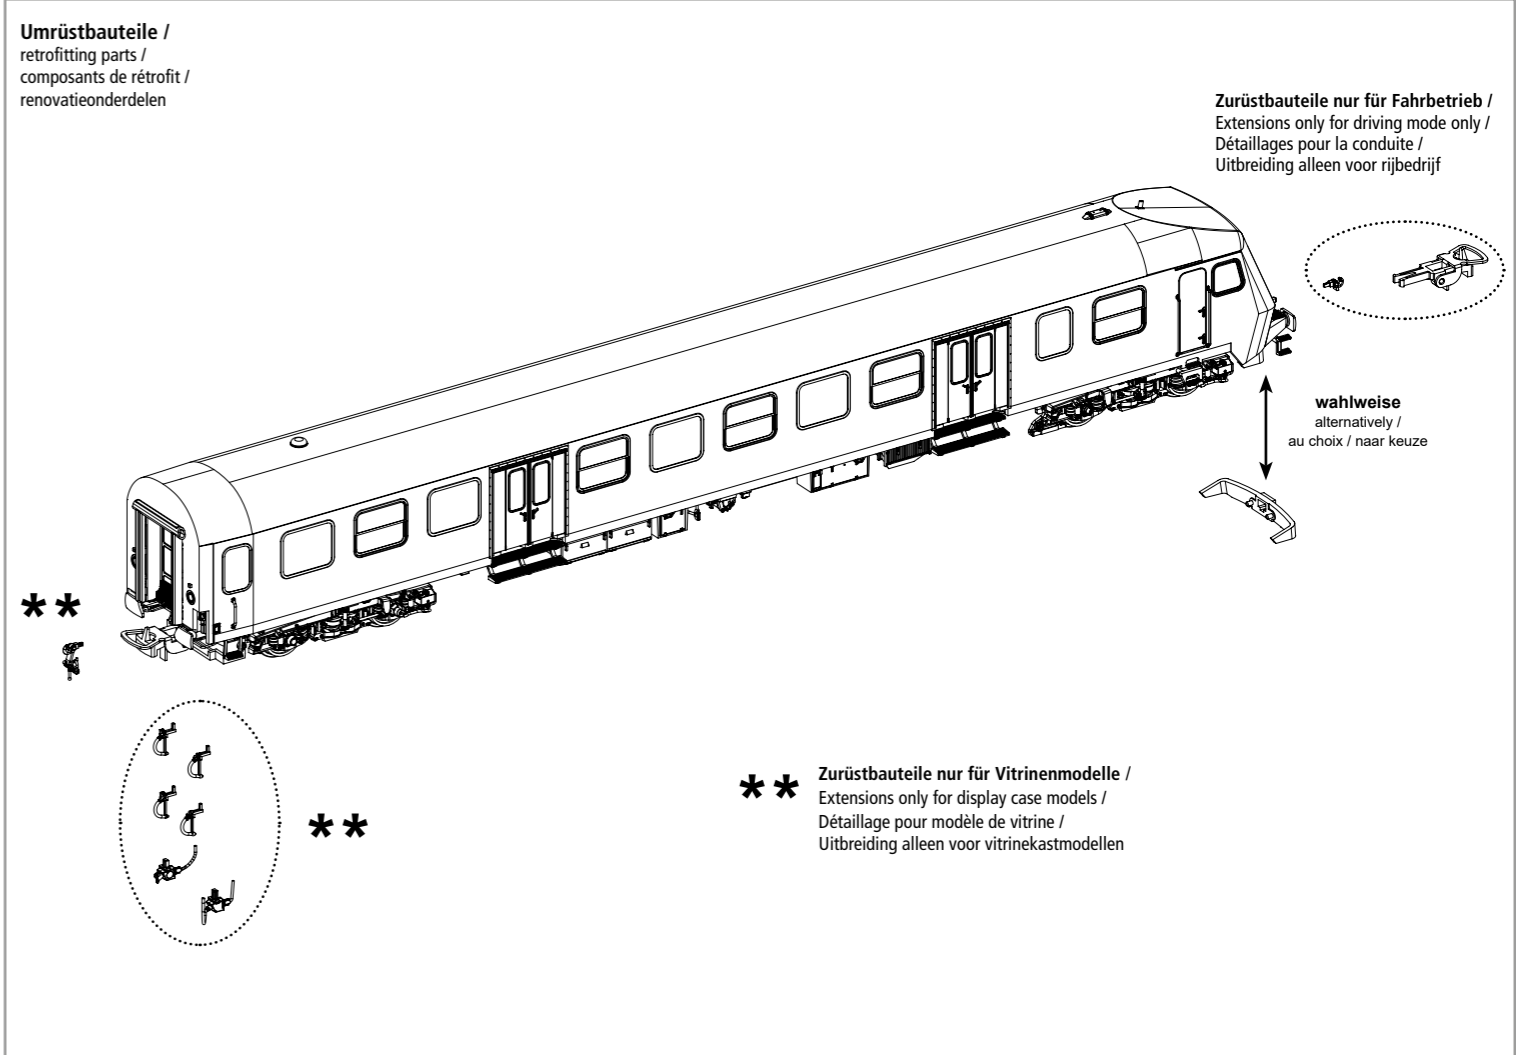 Umrüstbauteile /
retrofitting parts /
composants de rétrofit /
renovatieonderdelen
Zurüstbauteile nur für Fahrbetrieb /
Extensions only for driving mode only /
Détaillages pour la conduite /
Uitbreiding alleen voor rijbedrijf
wahlweise
alternatively /
au choix / naar keuze
**
**
** Zurüstbauteile nur für Vitrinenmodelle /
Extensions only for display case models /
Détaillage pour modèle de vitrine /
Uitbreiding alleen voor vitrinekastmodellen